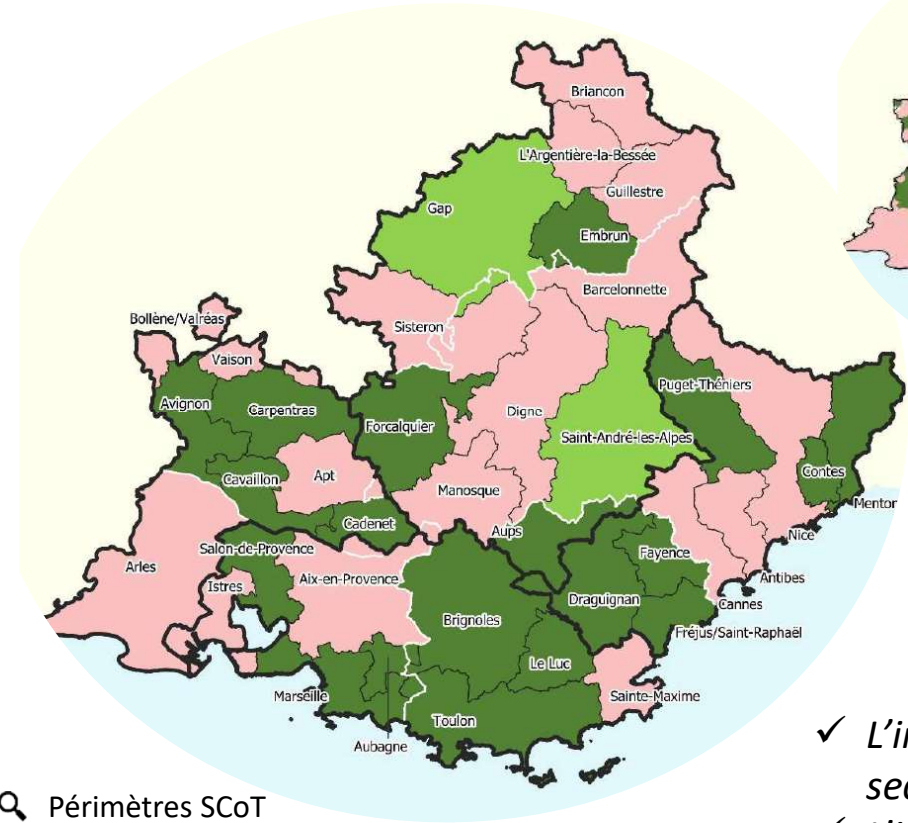 Briancon
L'Argentière-la-Bessée
Guillestre
Gap
Embrun
Barcelonnette
Bollène/Valréas
Sisteron
Vaison
Puget-Théniers
Avignon
Carpentras
Digne
Forcalquier
Saint-André-les-Alpes
Apt
Contes
Cavaillon
Manosque
Mentor
Cadenet
Aups
Nice
Salon-de-Provence
Fayence
Arles
Istres
Aix-en-Provence
Antibes
Draguignan
Cannes
Brignoles
Fréjus/Saint-Raphaël
Le Luc
Marseille
Sainte-Maxime
Toulon
Aubagne
✓ L'i
sec
Périmètres SCoT